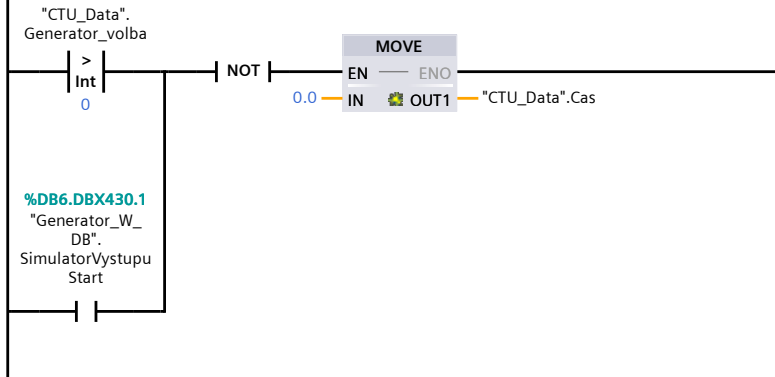 "CTU_Data".
Generator_volba
>
Int
0
NOT
MOVE
EN
ENO
0.0
IN
OUT1
"CTU_Data".Cas
%DB6.DBX430.1
"Generator_W_
DB".
SimulatorVystupu
Start